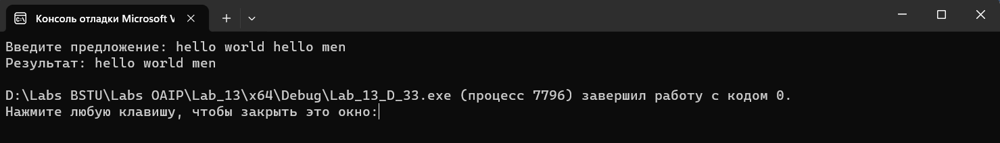 Консоль отладки Microsoft V
Введите предложение: hello world hello men
Результат: hello world men
D:\Labs BSTU\Labs OAIP\Lab_13\x64\Debug\Lab_13_D_33.exe (процесс 7796) завершил работу с кодом 0.
Нажмите любую клавишу, чтобы закрыть это окно: